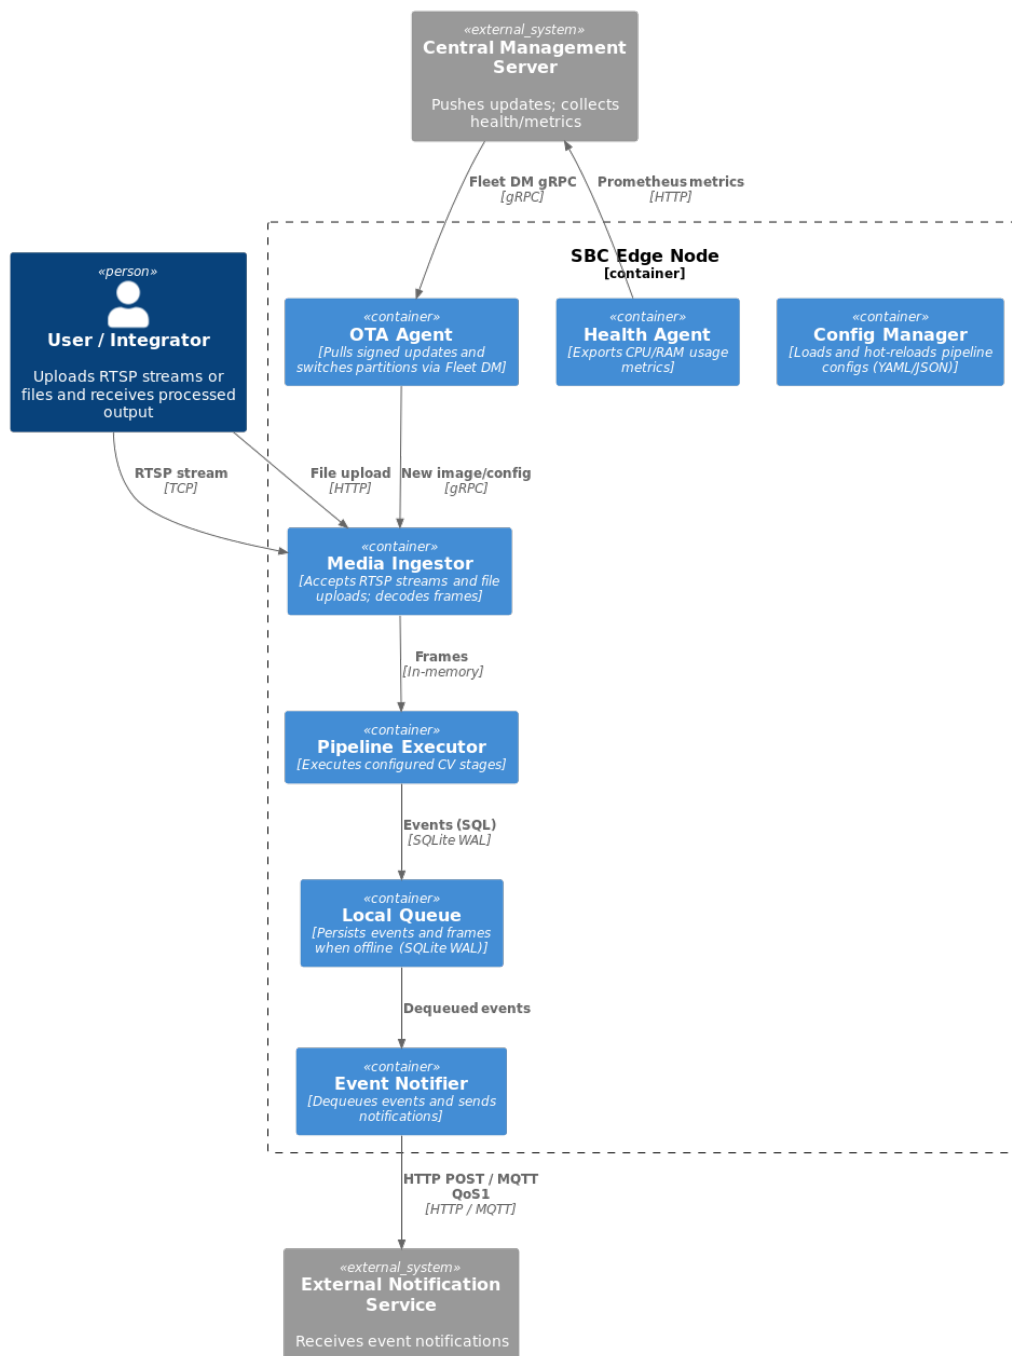 «external_system»
Central Management
Server
Pushes updates; collects
health/metrics
Fleet DM gRPC
[gRPC]
Prometheus metrics
[HTTP]
SBC Edge Node
[container]
«person»
User / Integrator
Uploads RTSP streams or
files and receives processed
output
«container»
OTA Agent
[Pulls signed updates and
switches partitions via Fleet DM]
«container»
Health Agent
[Exports CPU/RAM usage
metrics]
«container»
Config Manager
[Loads and hot-reloads pipeline
configs (YAML/JSON)]
RTSP stream
[TCP]
File upload
[HTTP]
New image/config
[gRPC]
«container»
Media Ingestor
[Accepts RTSP streams and file
uploads; decodes frames]
Frames
[In-memory]
«container»
Pipeline Executor
[Executes configured CV stages]
Events (SQL)
[SQLite WAL]
«container»
Local Queue
[Persists events and frames
when offline (SQLite WAL)]
Dequeued events
«container»
Event Notifier
[Dequeues events and sends
notifications]
HTTP POST / MQTT
QoS1
[HTTP / MQTT]
«external_system»
External Notification
Service
Receives event notifications